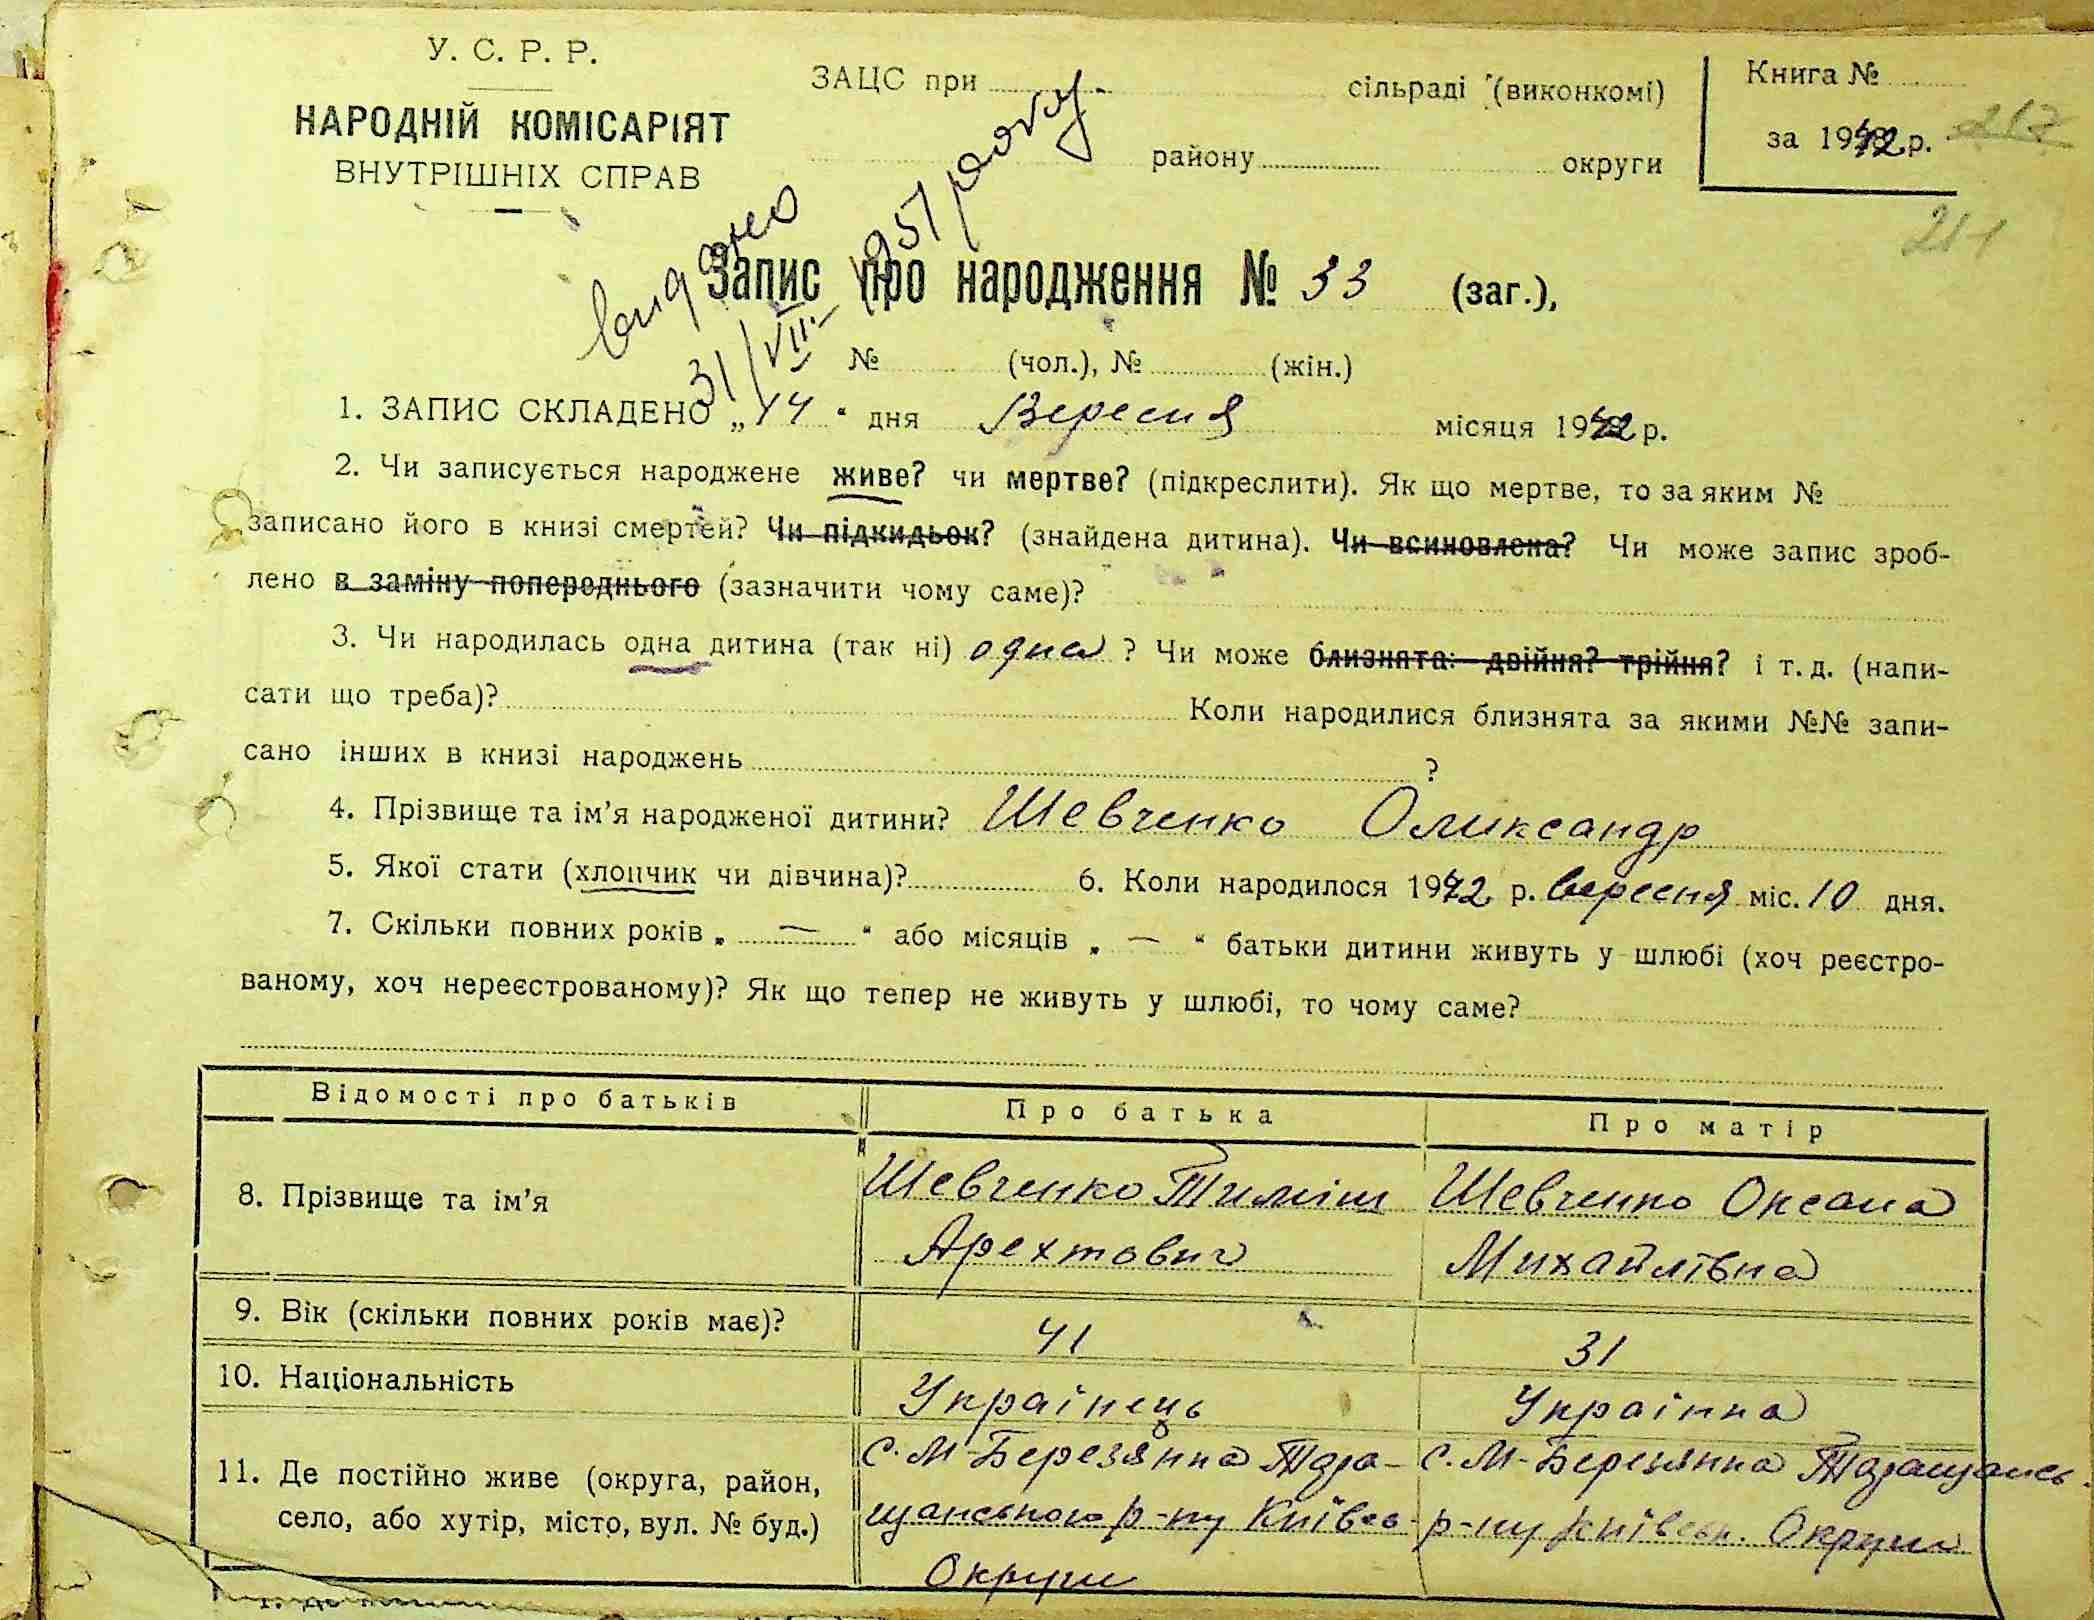 У. С. Р. Р.
НАРОДНІЙ КОМІСАРІЯТ
ВНУТРІШНІХ СПРАВ
ЗАЦС при сільраді (виконкомі)
району округи
Книга №
за 1942 р.
217
211
видано
31/VII. 1951 року.
Запис про народження № 33 (заг.),
№ (чол.), № (жін.)
1. ЗАПИС СКЛАДЕНО „14“ дня Вересня місяця 1942 р.
2. Чи записується народжене живе? чи мертве? (підкреслити). Як що мертве, то за яким №
записано його в книзі смертей? Чи підкидьок? (знайдена дитина). Чи всиновлена? Чи може запис зроб-
лено в заміну попереднього (зазначити чому саме)?
3. Чи народилась одна дитина (так ні) одна? Чи може близнята: двійня? трійня? і т. д. (напи-
сати що треба)? Коли народилися близнята за якими №№ запи-
сано інших в книзі народжень ?
4. Прізвище та ім’я народженої дитини? Шевченко Олександр
5. Якої стати (хлопчик чи дівчина)? 6. Коли народилося 1942 р. вересня міс. 10 дня.
7. Скільки повних років „ — “ або місяців „ — “ батьки дитини живуть у шлюбі (хоч реєстро-
ваному, хоч нереєстрованому)? Як що тепер не живуть у шлюбі, то чому саме?
Відомості про батьків Про батька Про матір
8. Прізвище та ім’я
Шевченко Тиміш
Арехтович
Шевченко Оксана
Михайлівна
9. Вік (скільки повних років має)? 41 31
10. Національність Українець Українка
11. Де постійно живе (округа, район,
село, або хутір, місто, вул. № буд.)
с. М-Березянка Тара-
щанського р-ну Київсь
Округи
с. М-Березянка Таращансь.
р-ну Київськ. Округи